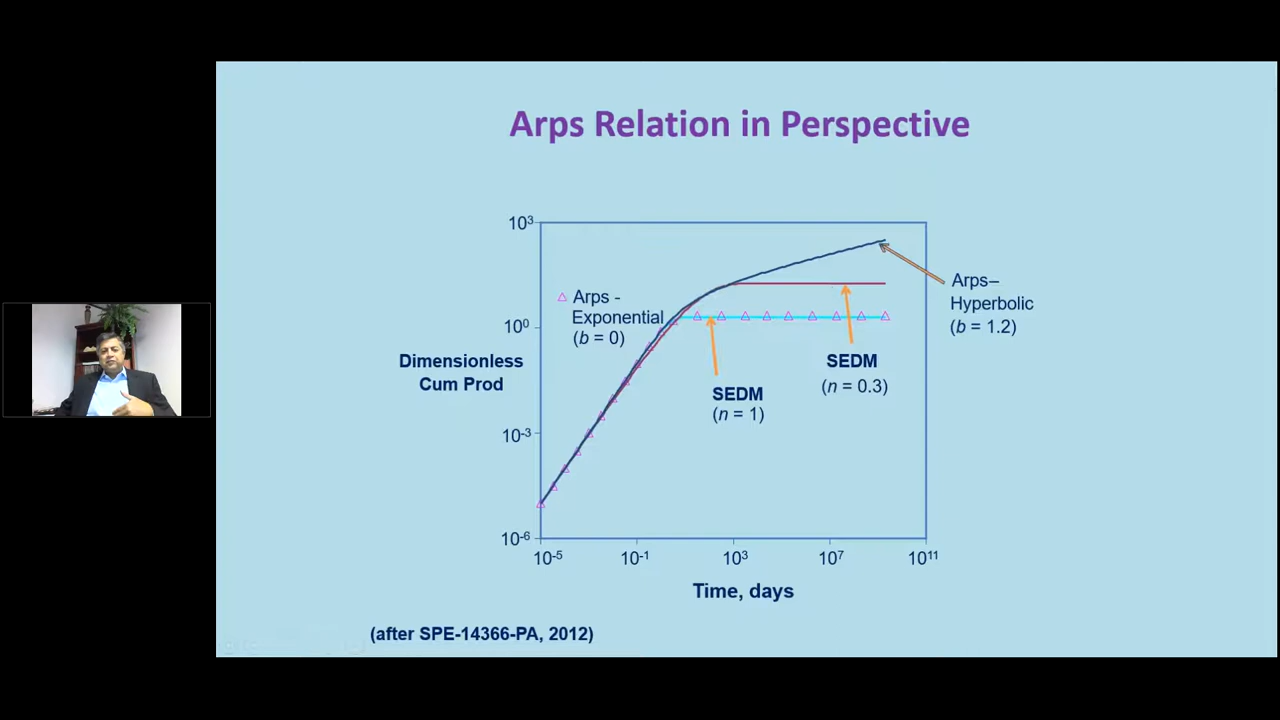 Arps Relation in Perspective
10³
10⁰
10⁻³
10⁻⁶
Dimensionless
Cum Prod
Arps -
Exponential
(b = 0)
SEDM
(n = 1)
SEDM
(n = 0.3)
Arps–
Hyperbolic
(b = 1.2)
10⁻⁵ 10⁻¹ 10³ 10⁷ 10¹¹
Time, days
(after SPE-14366-PA, 2012)